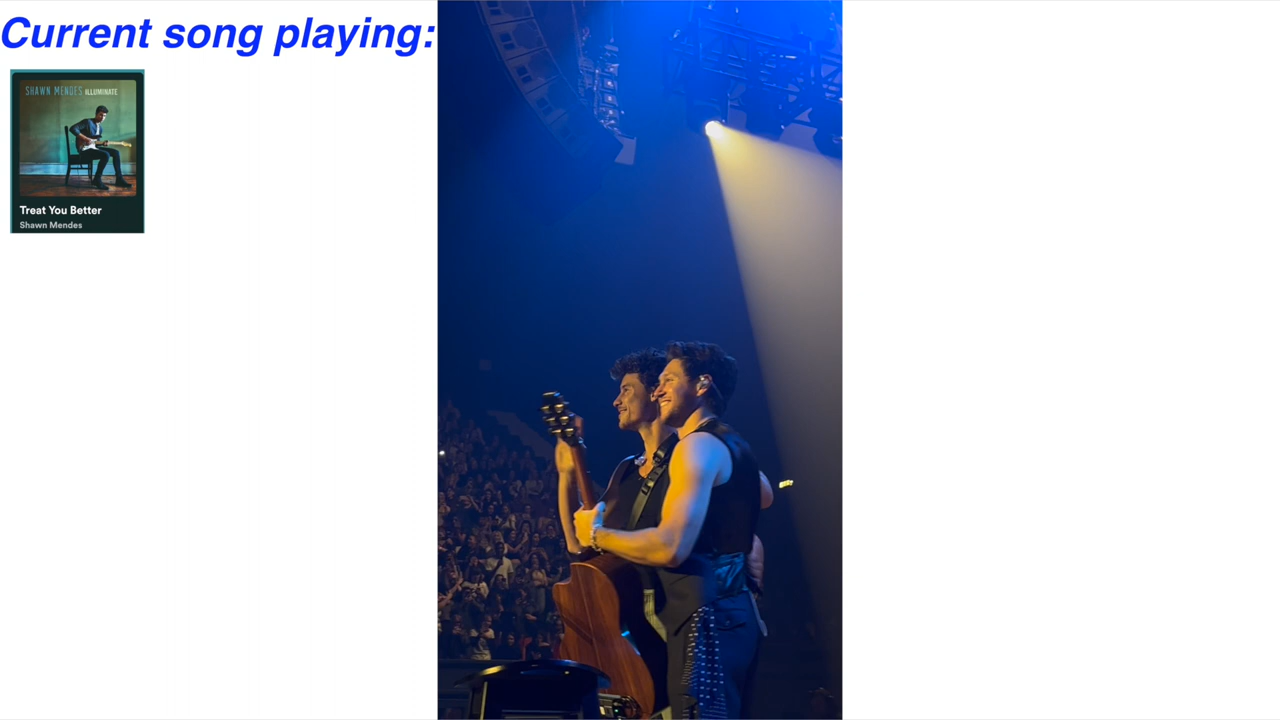 Current song playing:
SHAWN MENDES ILLUMINATE
Treat You Better
Shawn Mendes